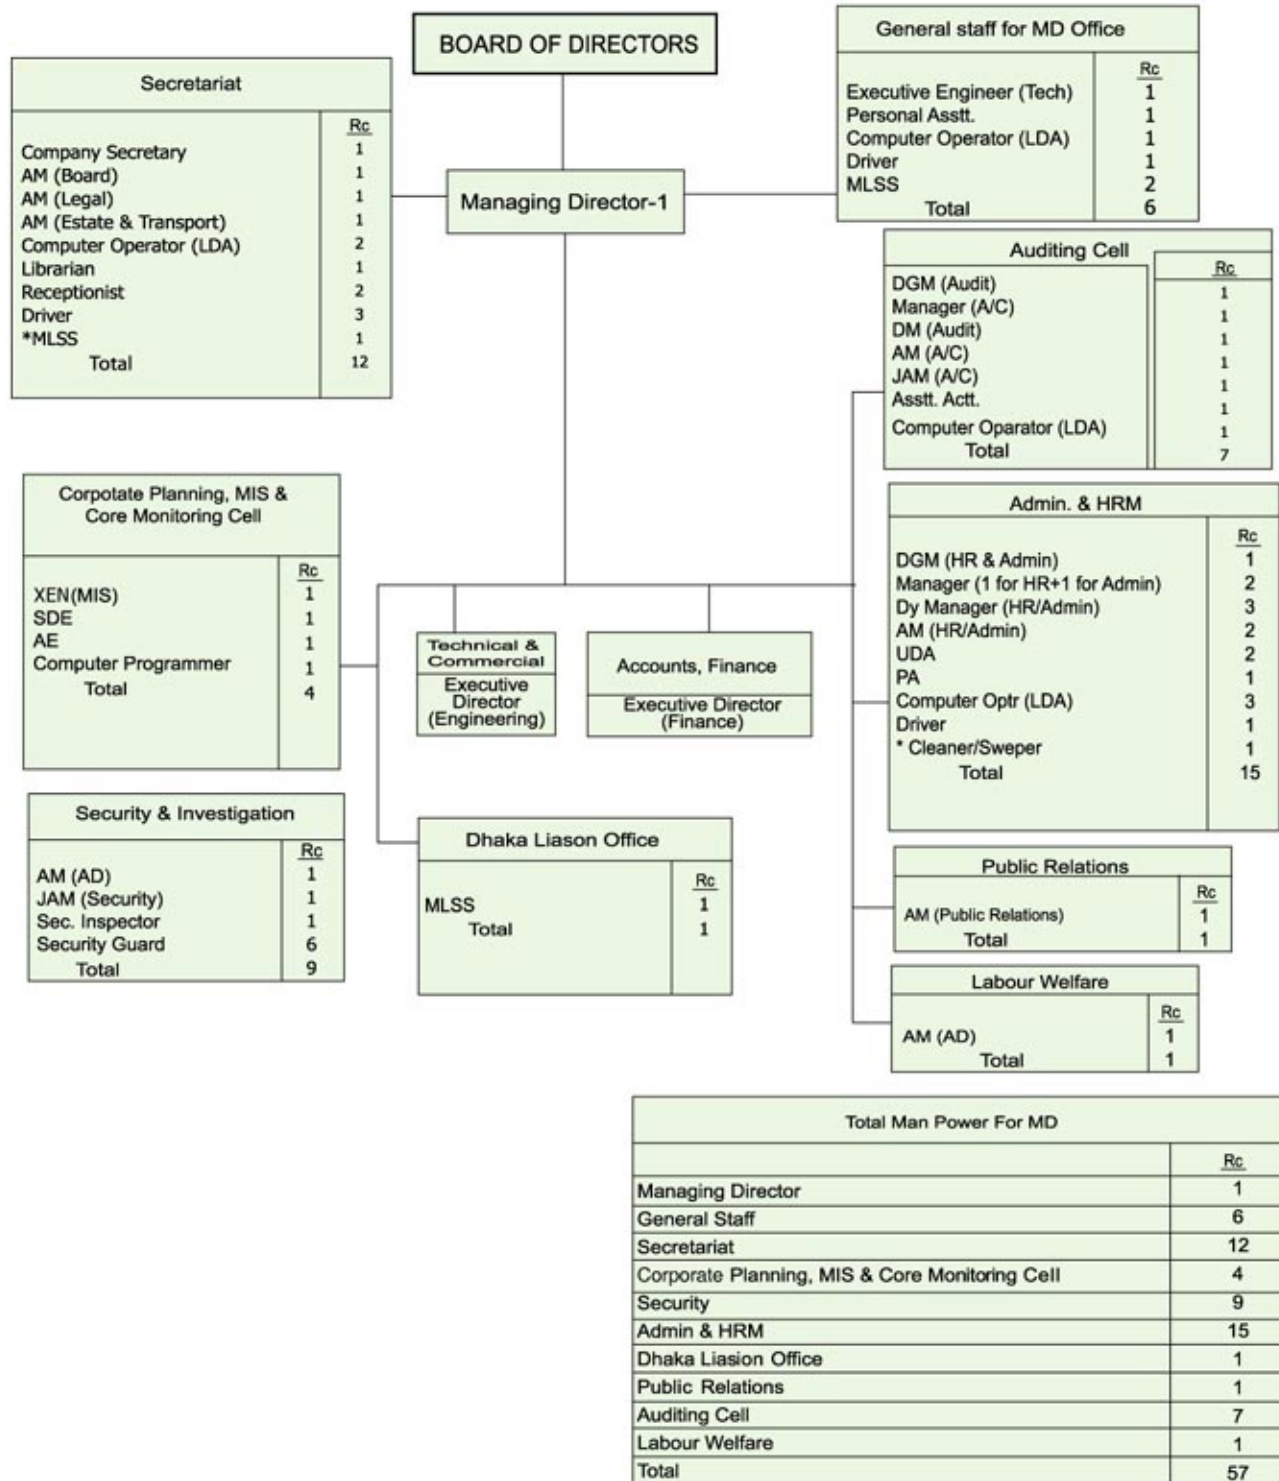 BOARD OF DIRECTORS
General staff for MD Office
Rc
Executive Engineer (Tech) 1
Personal Asstt. 1
Computer Operator (LDA) 1
Driver 1
MLSS 2
Total 6
Secretariat
Rc
Company Secretary 1
AM (Board) 1
AM (Legal) 1
AM (Estate & Transport) 1
Computer Operator (LDA) 2
Librarian 1
Receptionist 2
Driver 3
*MLSS 1
Total 12
Managing Director-1
Auditing Cell
Rc
DGM (Audit) 1
Manager (A/C) 1
DM (Audit) 1
AM (A/C) 1
JAM (A/C) 1
Asstt. Actt. 1
Computer Oparator (LDA) 1
Total 7
Corpotate Planning, MIS &
Core Monitoring Cell
Rc
XEN(MIS) 1
SDE 1
AE 1
Computer Programmer 1
Total 4
Technical &
Commercial
Executive
Director
(Engineering)
Accounts, Finance
Executive Director
(Finance)
Admin. & HRM
Rc
DGM (HR & Admin) 1
Manager (1 for HR+1 for Admin) 2
Dy Manager (HR/Admin) 3
AM (HR/Admin) 2
UDA 2
PA 1
Computer Optr (LDA) 3
Driver 1
* Cleaner/Sweper 1
Total 15
Security & Investigation
Rc
AM (AD) 1
JAM (Security) 1
Sec. Inspector 1
Security Guard 6
Total 9
Dhaka Liason Office
Rc
MLSS 1
Total 1
Public Relations
Rc
AM (Public Relations) 1
Total 1
Labour Welfare
Rc
AM (AD) 1
Total 1
Total Man Power For MD
Rc
Managing Director 1
General Staff 6
Secretariat 12
Corporate Planning, MIS & Core Monitoring Cell 4
Security 9
Admin & HRM 15
Dhaka Liasion Office 1
Public Relations 1
Auditing Cell 7
Labour Welfare 1
Total 57